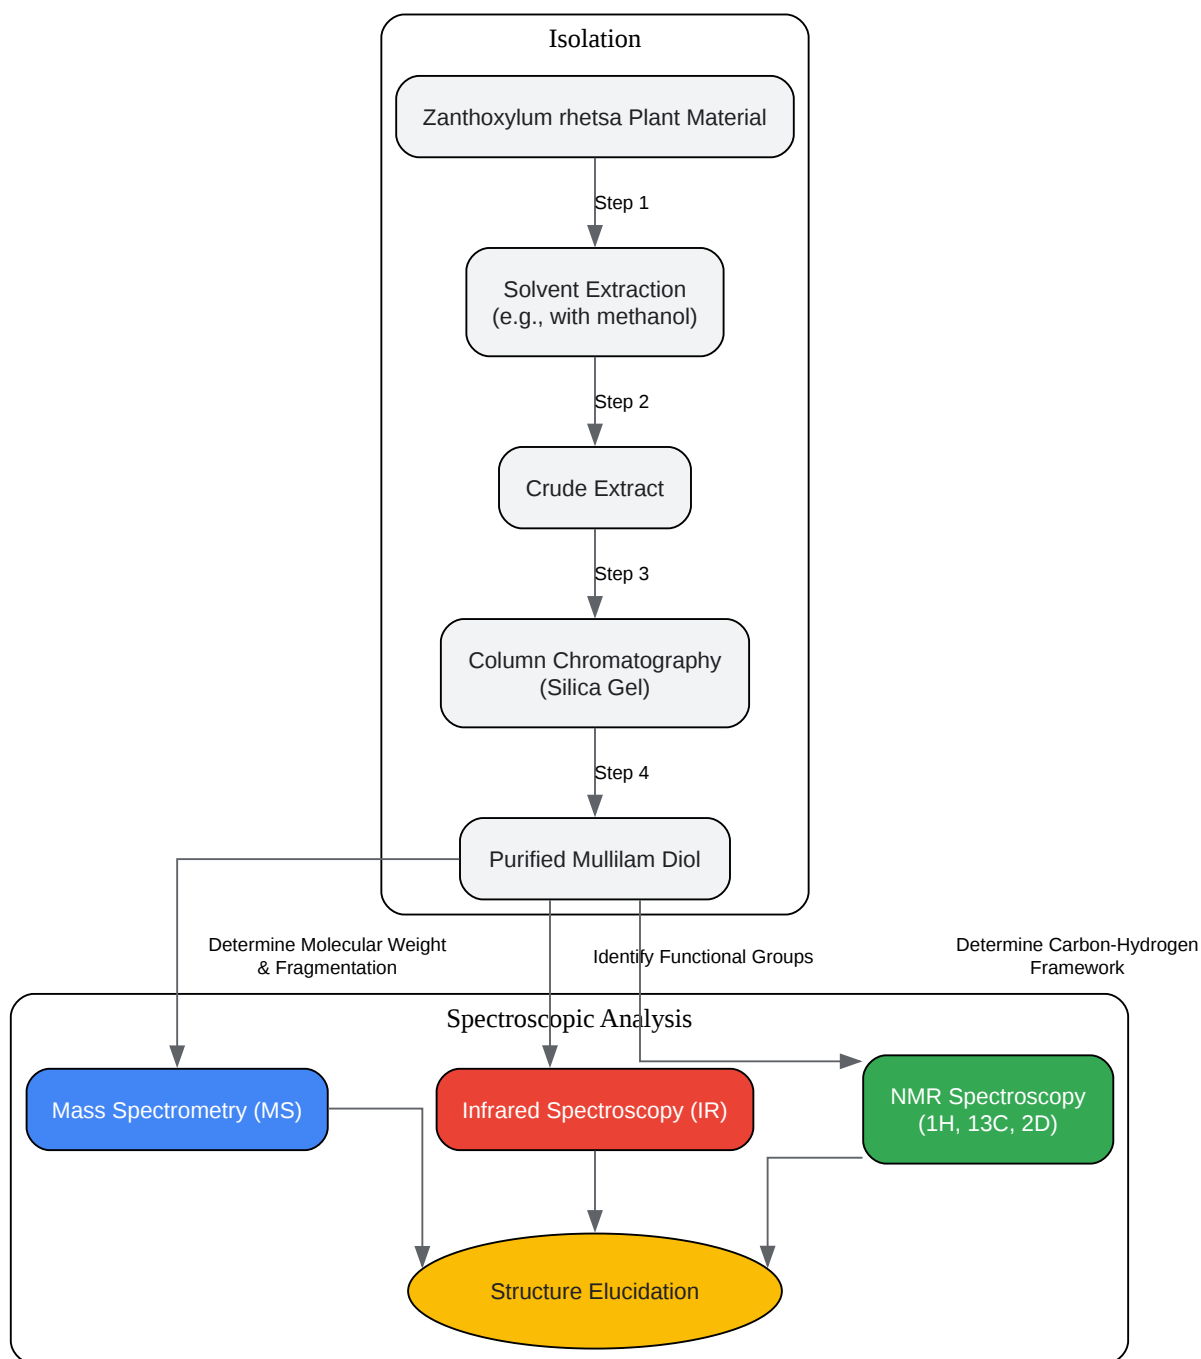 Isolation
Zanthoxylum rhetsa Plant Material
Step 1
Solvent Extraction
(e.g., with methanol)
Step 2
Crude Extract
Step 3
Column Chromatography
(Silica Gel)
Step 4
Purified Mullilam Diol
Determine Molecular Weight
& Fragmentation
Identify Functional Groups
Determine Carbon-Hydrogen
Framework
Spectroscopic Analysis
Mass Spectrometry (MS)
Infrared Spectroscopy (IR)
NMR Spectroscopy
(1H, 13C, 2D)
Structure Elucidation